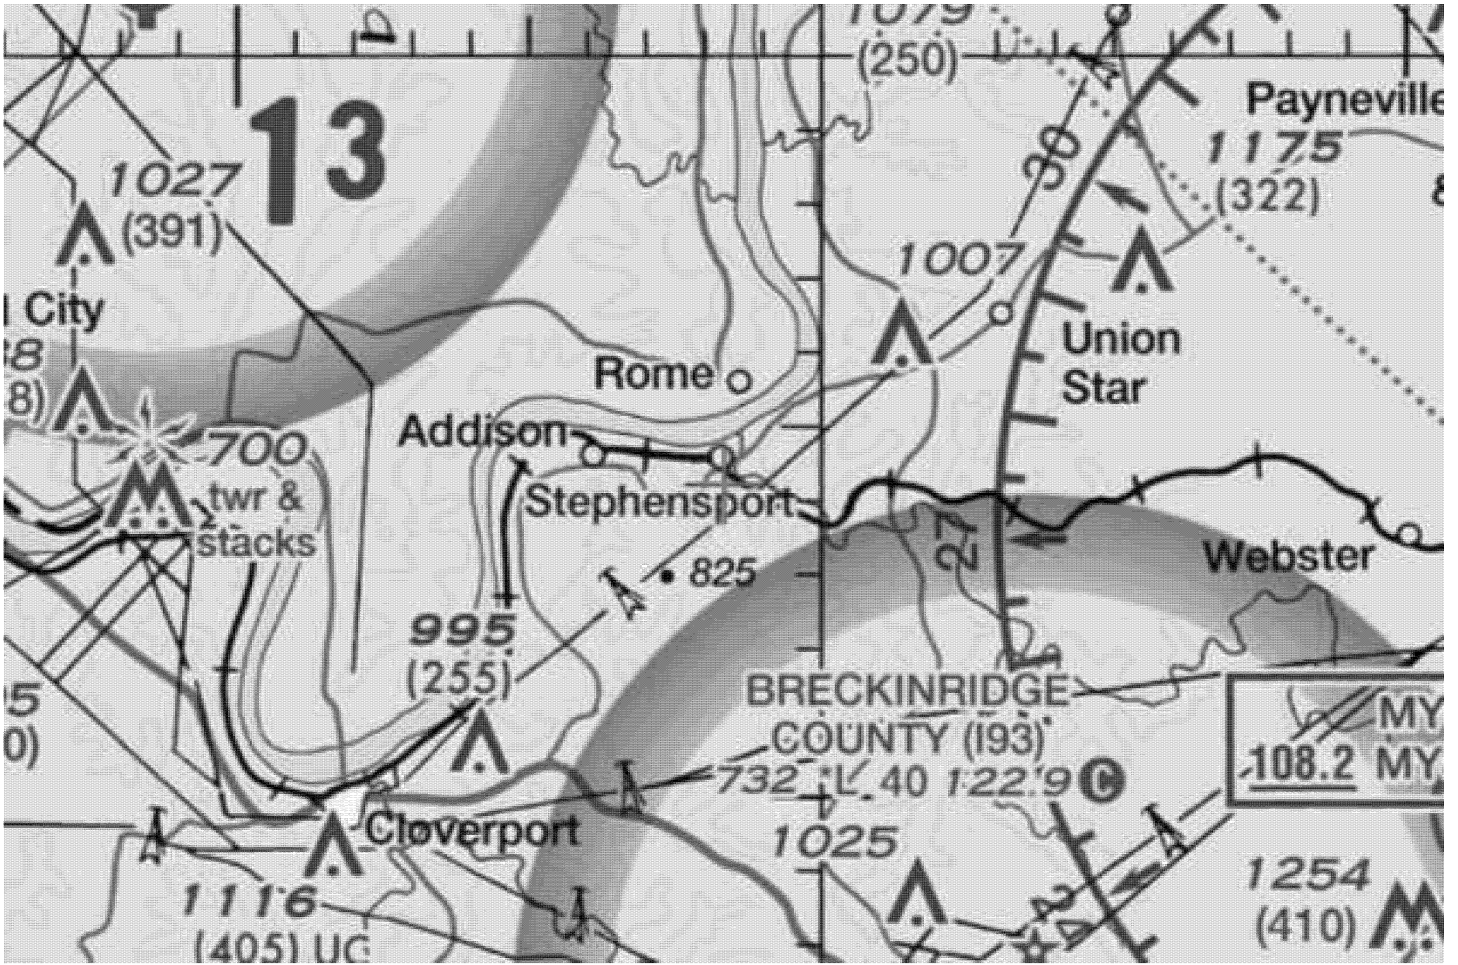 1079
(250)
Payneville
1175
(322)
13
30
1027
(391)
1007
City
Union
Star
Rome
Addison
700
twr &
stacks
Stephensport
27
Webster
825
995
(255)
BRECKINRIDGE
COUNTY (I93)
732 *L 40 122.9 C
MY
108.2 MY
Cloverport
1025
1116
(405) UC
1254
(410)
24